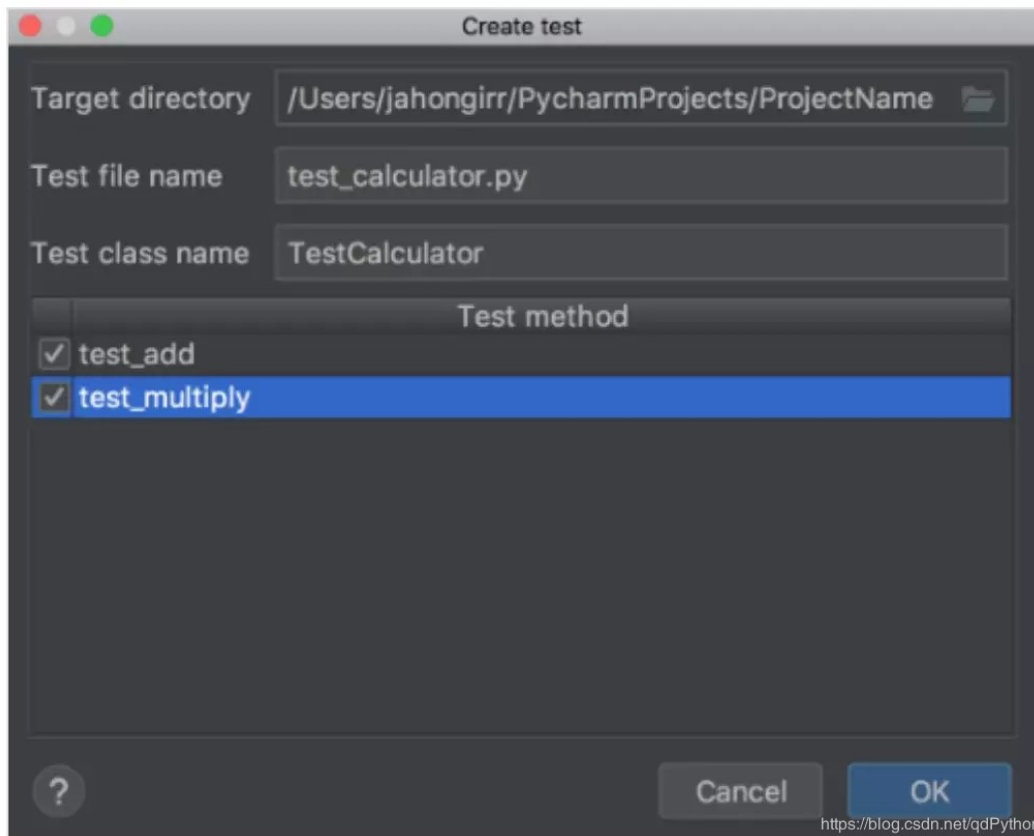 Create test
Target directory /Users/jahongirr/PycharmProjects/ProjectName
Test file name test_calculator.py
Test class name TestCalculator
Test method
test_add
test_multiply
? Cancel OK
https://blog.csdn.net/qdPython